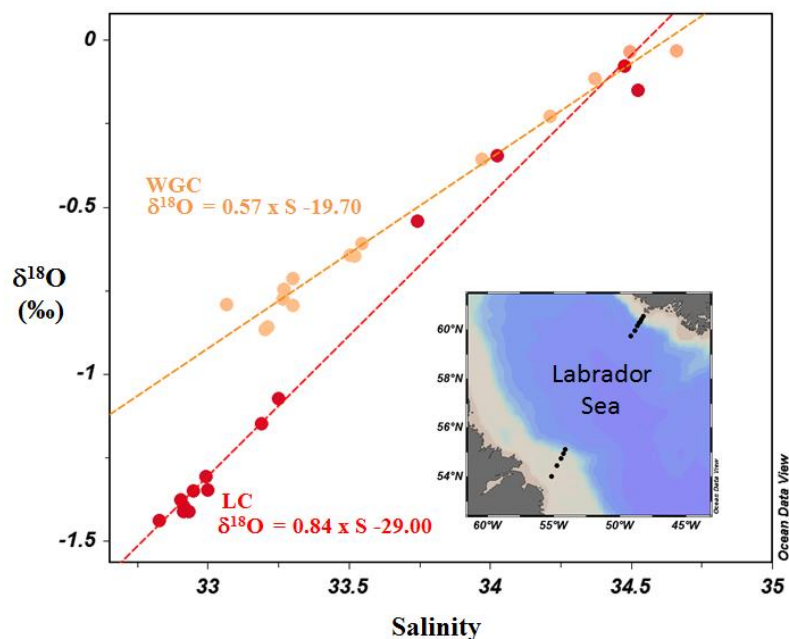 0
-0.5
-1
-1.5
δ¹⁸O
(‰)
WGC
δ¹⁸O = 0.57 x S -19.70
LC
δ¹⁸O = 0.84 x S -29.00
60°N
58°N
56°N
54°N
Labrador
Sea
60°W
55°W
50°W
45°W
Ocean Data View
Ocean Data View
33
33.5
34
34.5
35
Salinity